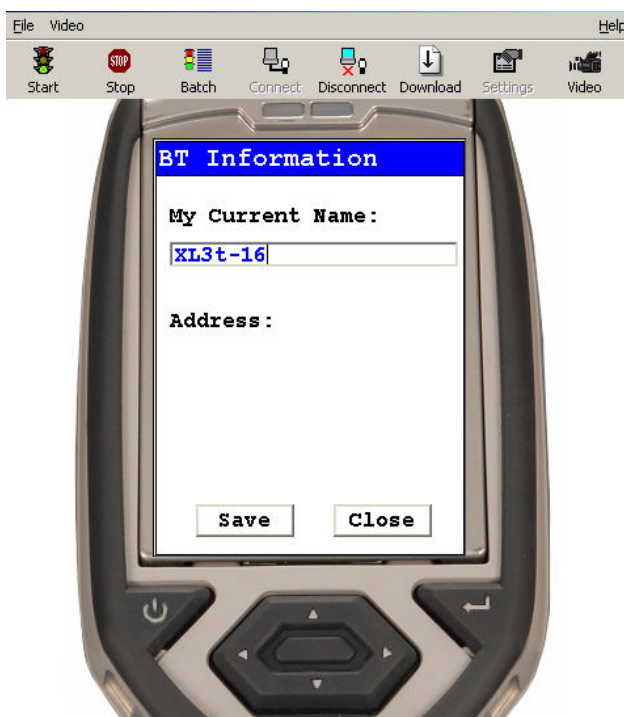 File Video Help
STOP
Start Stop Batch Connect Disconnect Download Settings Video
BT Information
My Current Name:
XL3t-16
Address:
Save Close